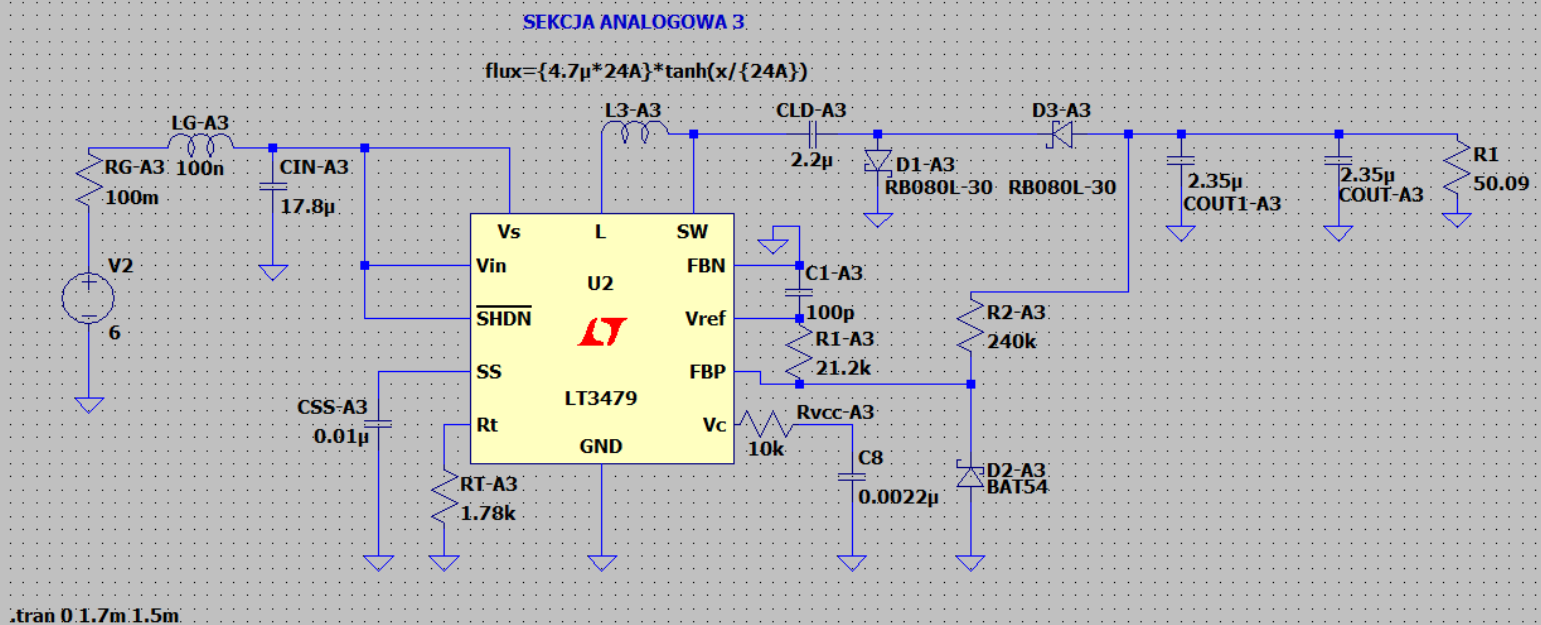 SEKCJA ANALOGOWA 3
flux={4.7µ*24A}*tanh(x/{24A})
LG-A3
100n
RG-A3
100m
CIN-A3
17.8µ
V2
6
L3-A3
CLD-A3
2.2µ
D1-A3
RB080L-30
D3-A3
RB080L-30
2.35µ
COUT1-A3
2.35µ
COUT-A3
R1
50.09
Vs
L
SW
Vin
SHDN
SS
Rt
GND
FBN
Vref
FBP
Vc
U2
LT3479
C1-A3
100p
R1-A3
21.2k
R2-A3
240k
Rvcc-A3
10k
C8
0.0022µ
D2-A3
BAT54
CSS-A3
0.01µ
RT-A3
1.78k
.tran 0 1.7m 1.5m